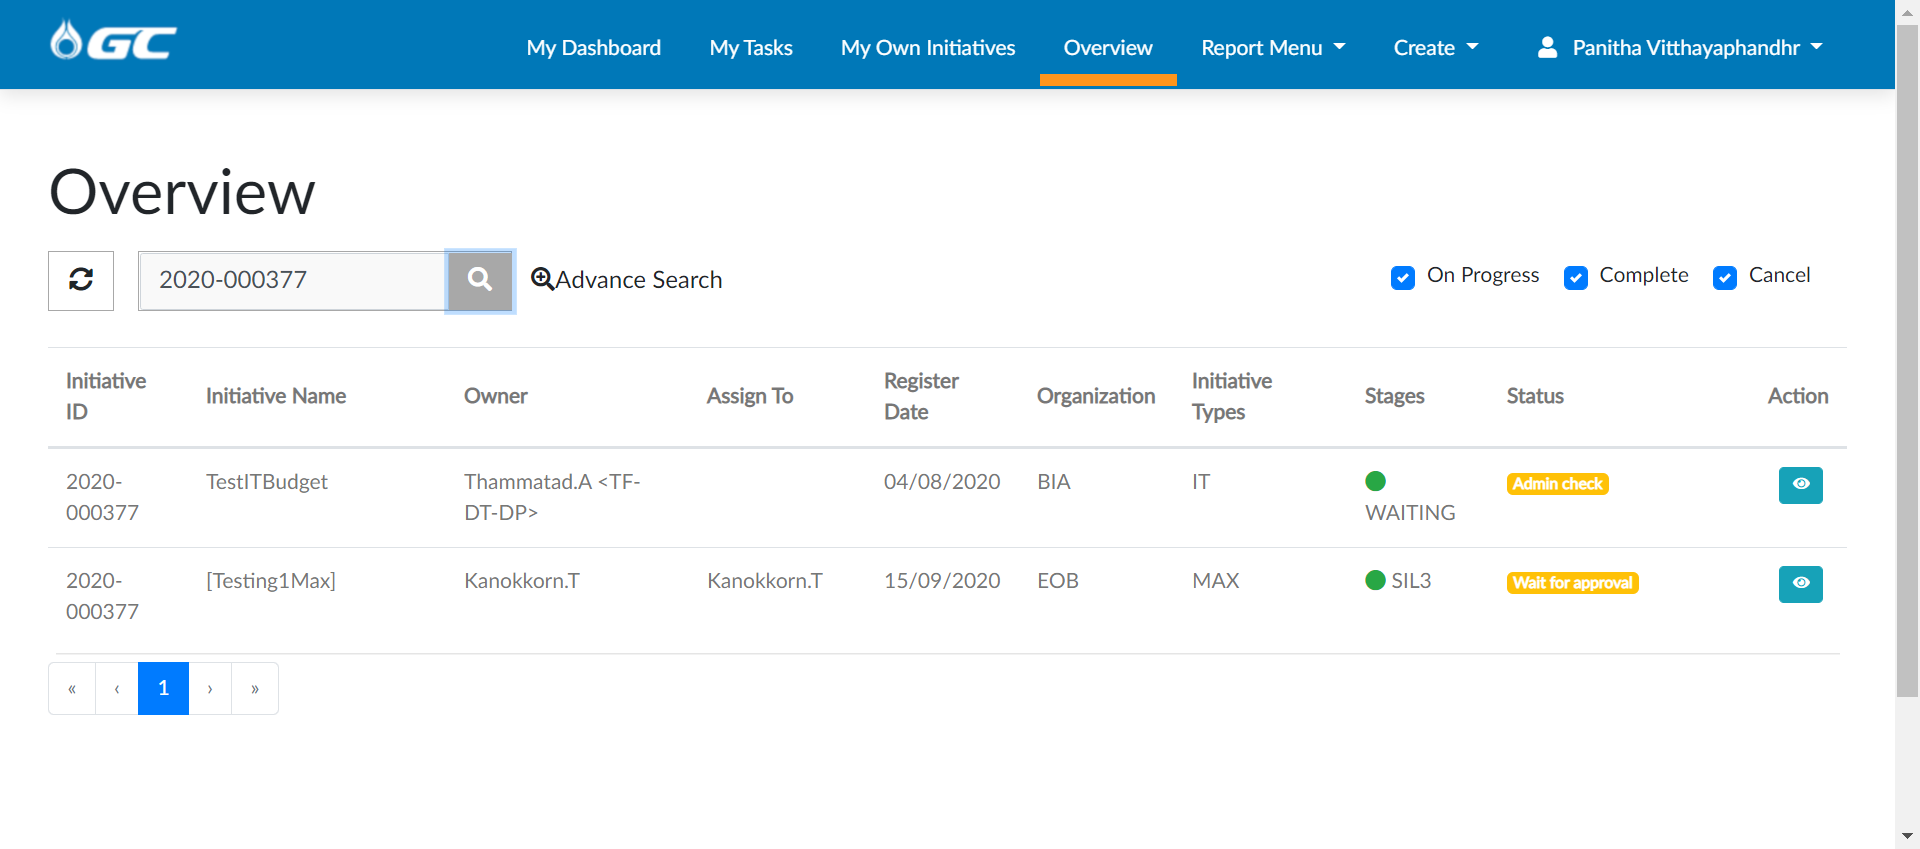 GC
My Dashboard My Tasks My Own Initiatives Overview Report Menu Create Panitha Vitthayaphandhr
Overview
2020-000377 Advance Search On Progress Complete Cancel
Initiative ID Initiative Name Owner Assign To Register Date Organization Initiative Types Stages Status Action
2020-000377 TestITBudget Thammatad.A <TF-DT-DP> 04/08/2020 BIA IT WAITING Admin check
2020-000377 [Testing1Max] Kanokkorn.T Kanokkorn.T 15/09/2020 EOB MAX SIL3 Wait for approval
« ‹ 1 › »